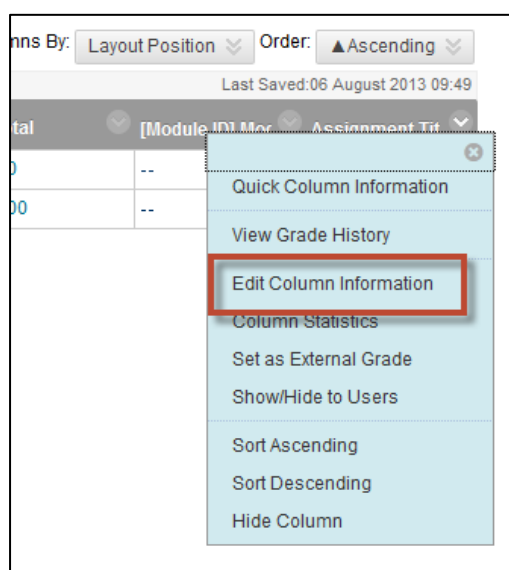 nns By: Layout Position Order: ▲Ascending
Last Saved:06 August 2013 09:49
tal [Module ID] Mor Assignment Tit
0 --
00 --
Quick Column Information
View Grade History
Edit Column Information
Column Statistics
Set as External Grade
Show/Hide to Users
Sort Ascending
Sort Descending
Hide Column